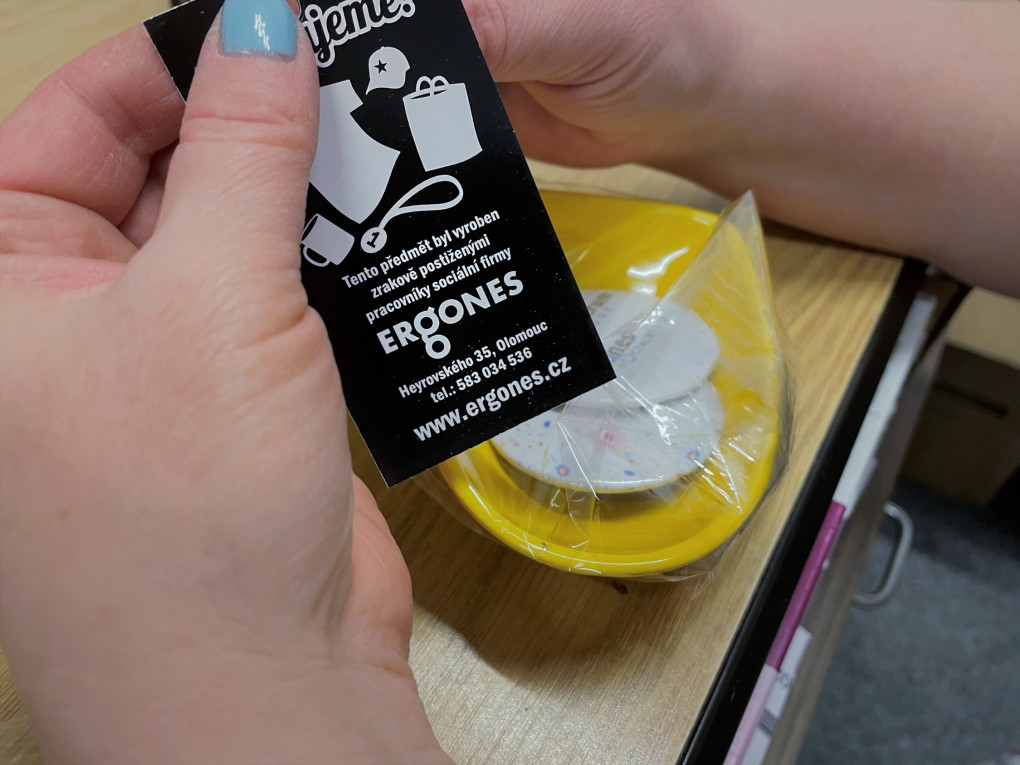 Tento předmět byl vyroben
zrakově postiženými
pracovníky sociální firmy
ERgONES
Heyrovského 35, Olomouc
tel.: 583 034 536
www.ergones.cz
1